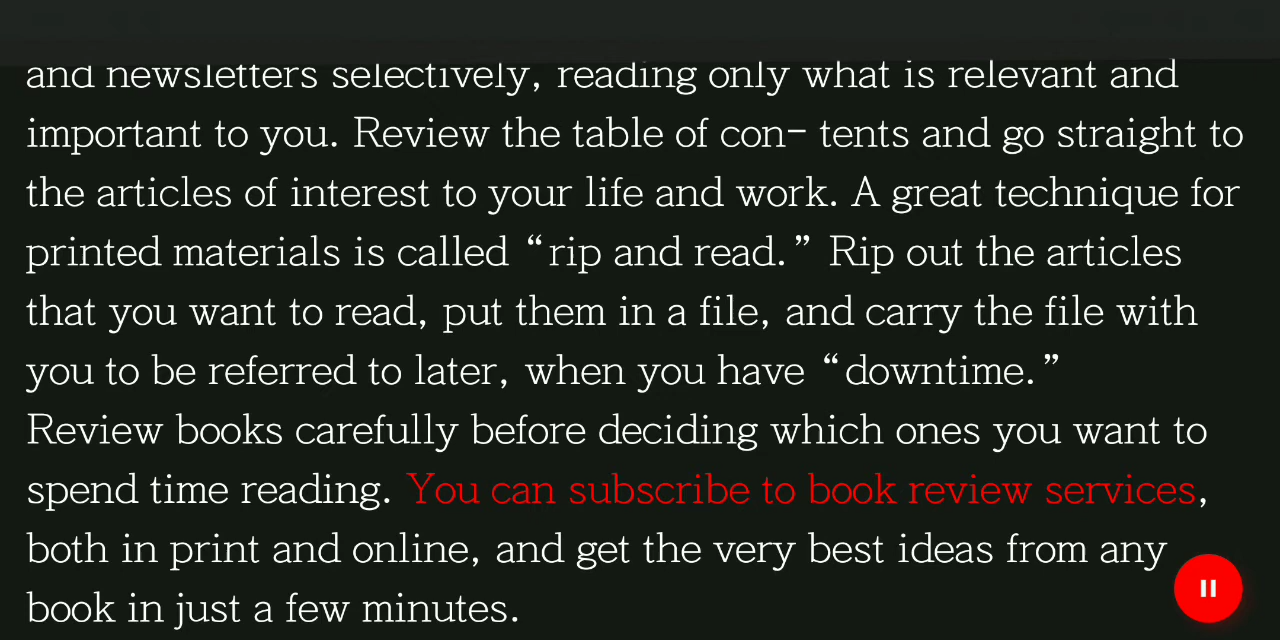 and newsletters selectively, reading only what is relevant and
important to you. Review the table of con- tents and go straight to
the articles of interest to your life and work. A great technique for
printed materials is called “rip and read.” Rip out the articles
that you want to read, put them in a file, and carry the file with
you to be referred to later, when you have “downtime.”
Review books carefully before deciding which ones you want to
spend time reading. You can subscribe to book review services,
both in print and online, and get the very best ideas from any
book in just a few minutes.